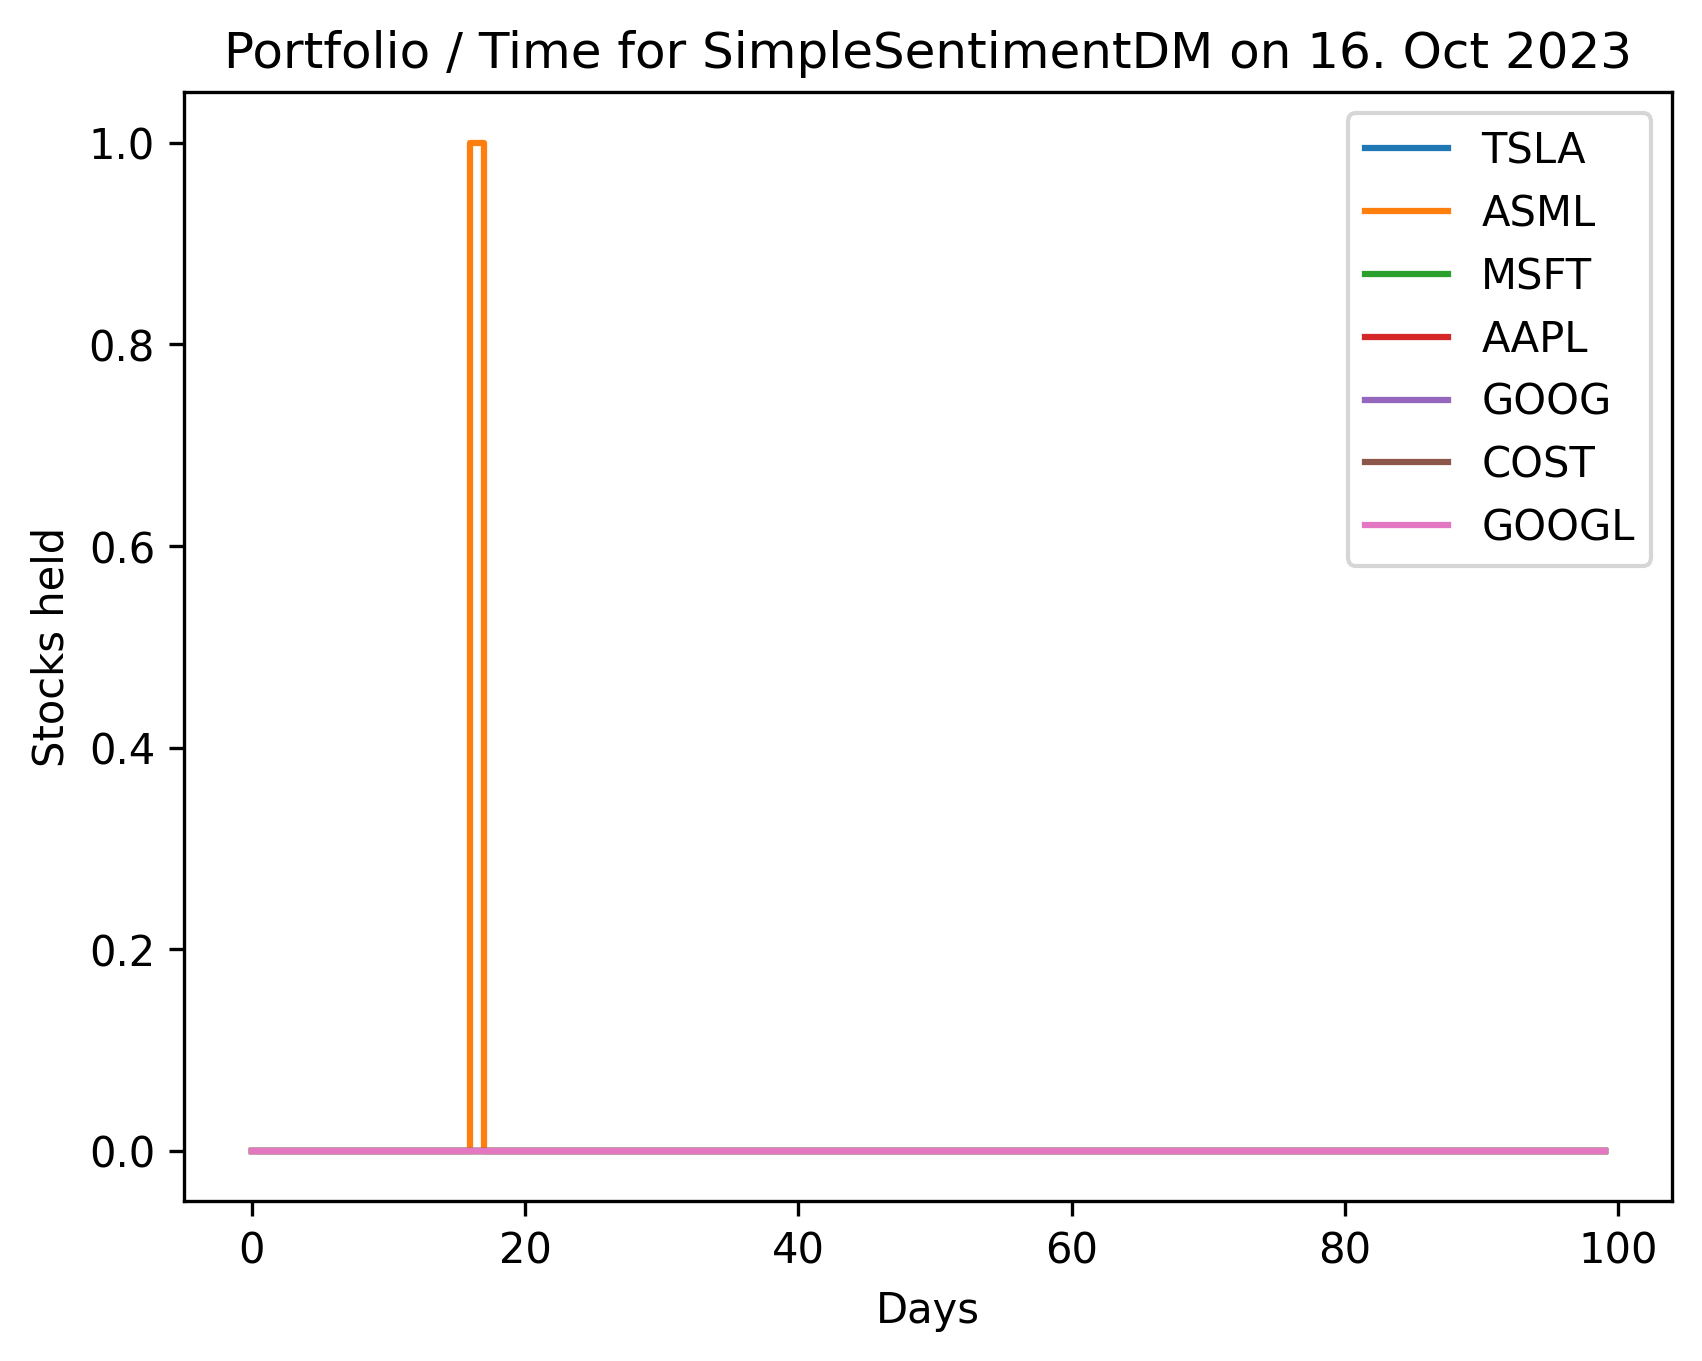 Portfolio / Time for SimpleSentimentDM on 16. Oct 2023
1.0
0.8
0.6
0.4
0.2
0.0
Stocks held
TSLA
ASML
MSFT
AAPL
GOOG
COST
GOOGL
0 20 40 60 80 100
Days